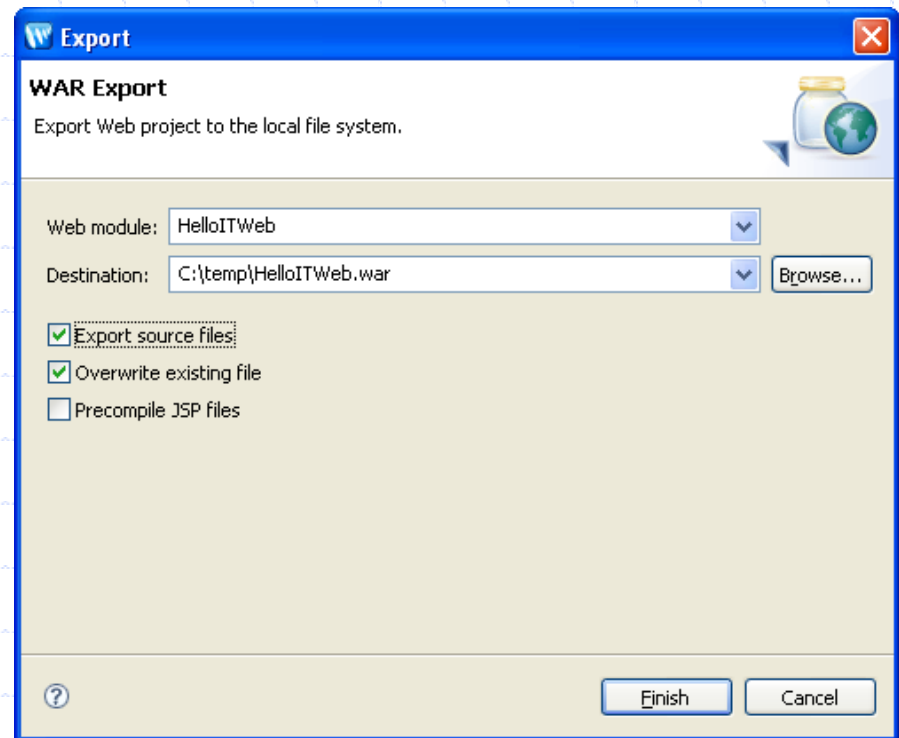 Export
WAR Export
Export Web project to the local file system.
Web module: HelloITWeb
Destination: C:\temp\HelloITWeb.war Browse...
Export source files
Overwrite existing file
Precompile JSP files
? Finish Cancel